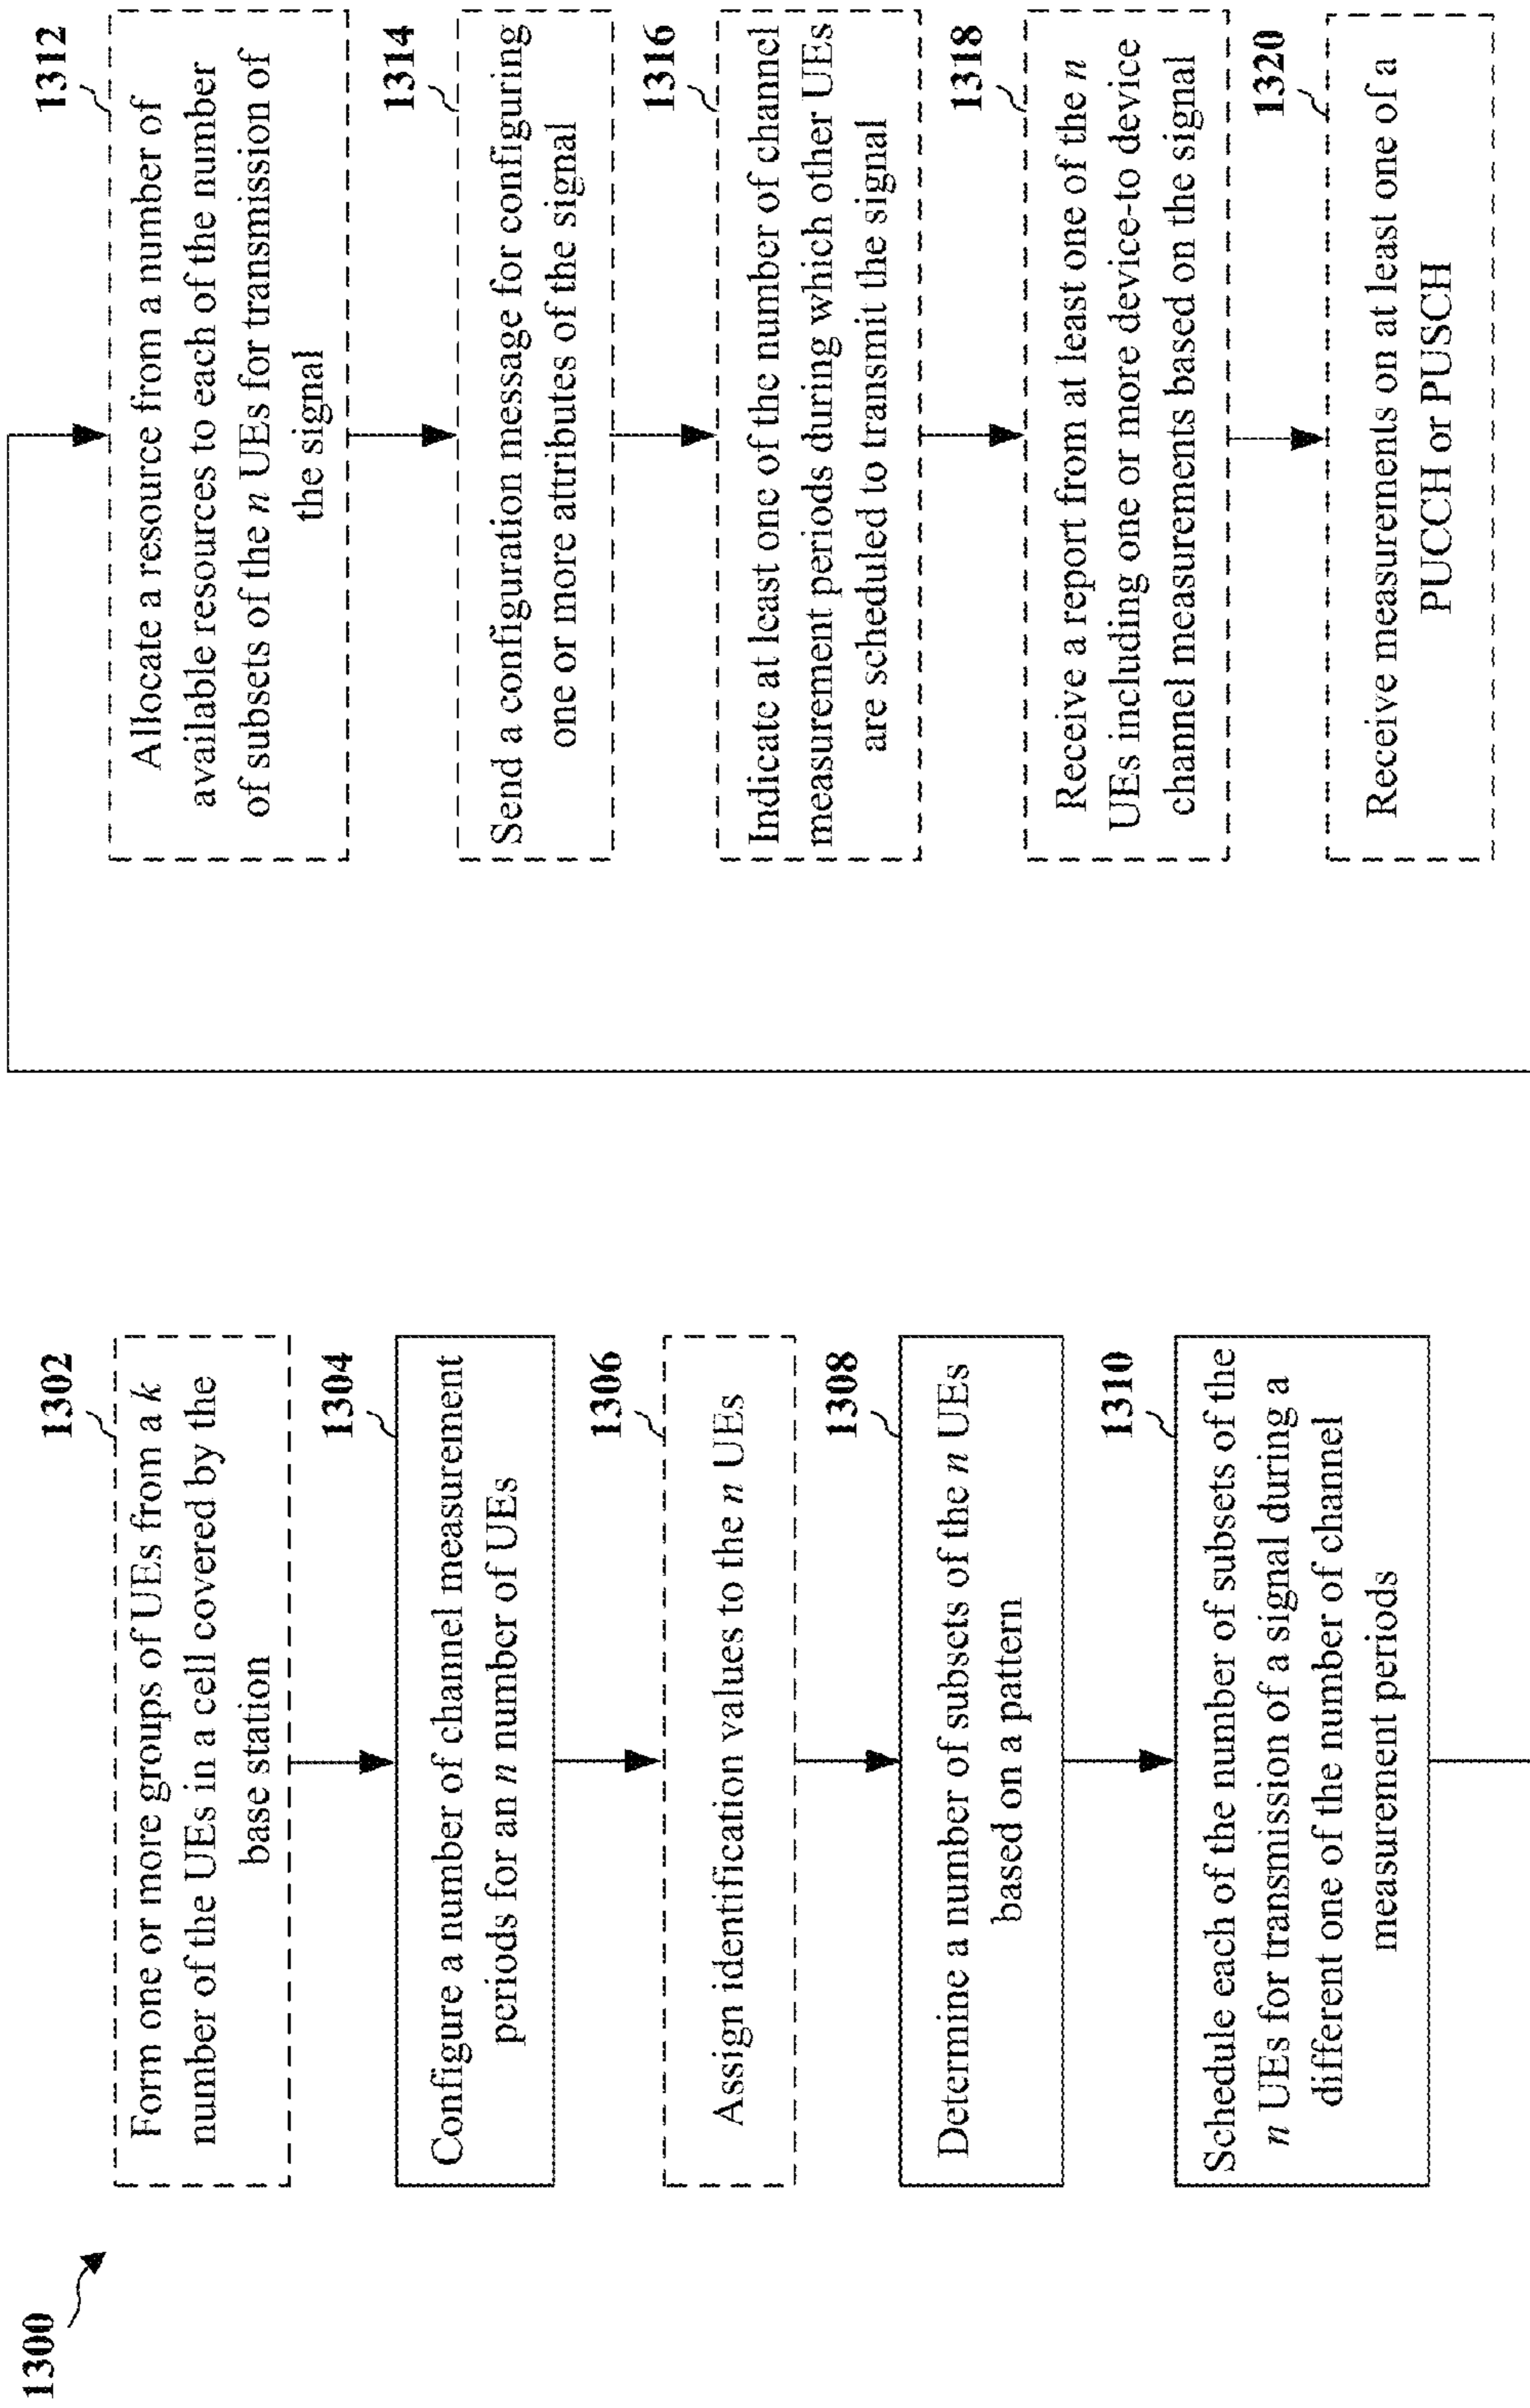 1300
1302
Form one or more groups of UEs from a k
number of the UEs in a cell covered by the
base station
1304
Configure a number of channel measurement
periods for an n number of UEs
1306
Assign identification values to the n UEs
1308
Determine a number of subsets of the n UEs
based on a pattern
1310
Schedule each of the number of subsets of the
n UEs for transmission of a signal during a
different one of the number of channel
measurement periods
1312
Allocate a resource from a number of
available resources to each of the number
of subsets of the n UEs for transmission of
the signal
1314
Send a configuration message for configuring
one or more attributes of the signal
1316
Indicate at least one of the number of channel
measurement periods during which other UEs
are scheduled to transmit the signal
1318
Receive a report from at least one of the n
UEs including one or more device-to device
channel measurements based on the signal
1320
Receive measurements on at least one of a
PUCCH or PUSCH